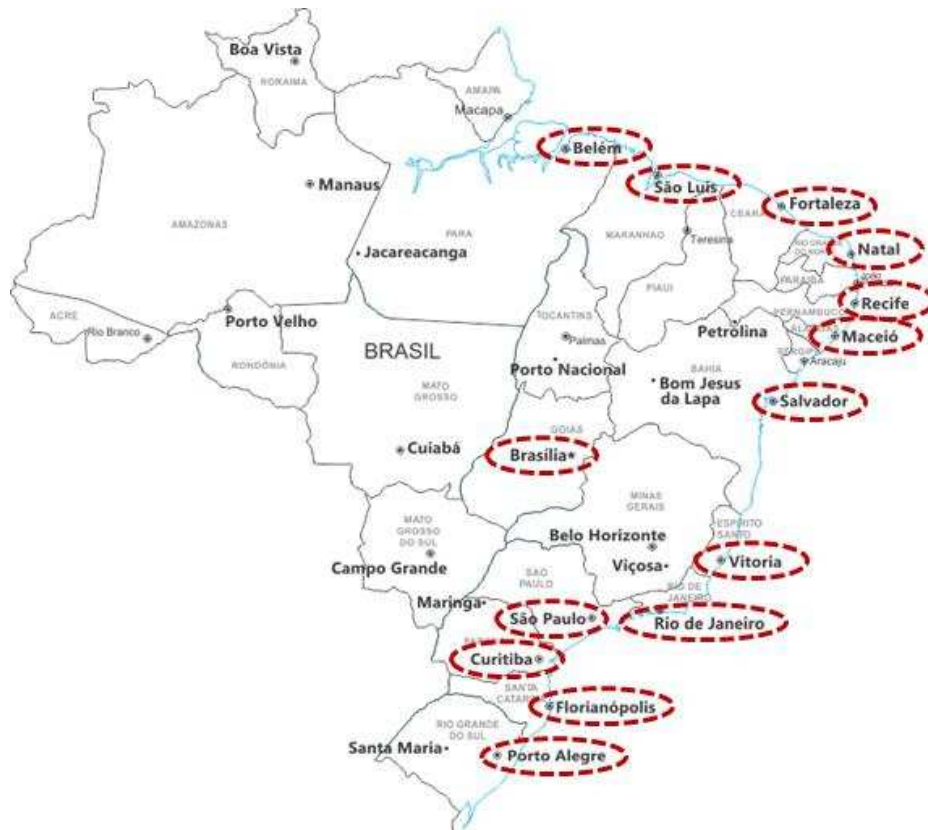 Boa Vista
RORAIMA
AMAPA
Macapa
Belém
Manaus
São Luís
Fortaleza
CEARA
AMAZONAS
PARA
MARANHAO
Teresina
Natal
Jacareacanga
PIAUI
PARAIBA
Recife
ACRE
Rio Branco
Porto Velho
TOCANTINS
Palmas
PERNAMBUCO
Petrolina
Maceió
BRASIL
RONDÔNIA
Porto Nacional
BAHIA
Aracaju
MATO
GROSSO
Bom Jesus
da Lapa
Salvador
GOIAS
Cuiabá
Brasília
MINAS
GERAIS
MATO
GROSSO
DO SUL
ESPIRITO
SANTO
Belo Horizonte
Campo Grande
Viçosa
Vitoria
SAO
PAULO
RIO DE
JANEIRO
Maringa
São Paulo
Rio de Janeiro
Curitiba
SANTA
Florianópolis
RIO GRANDE
DO SUL
Santa Maria
Porto Alegre